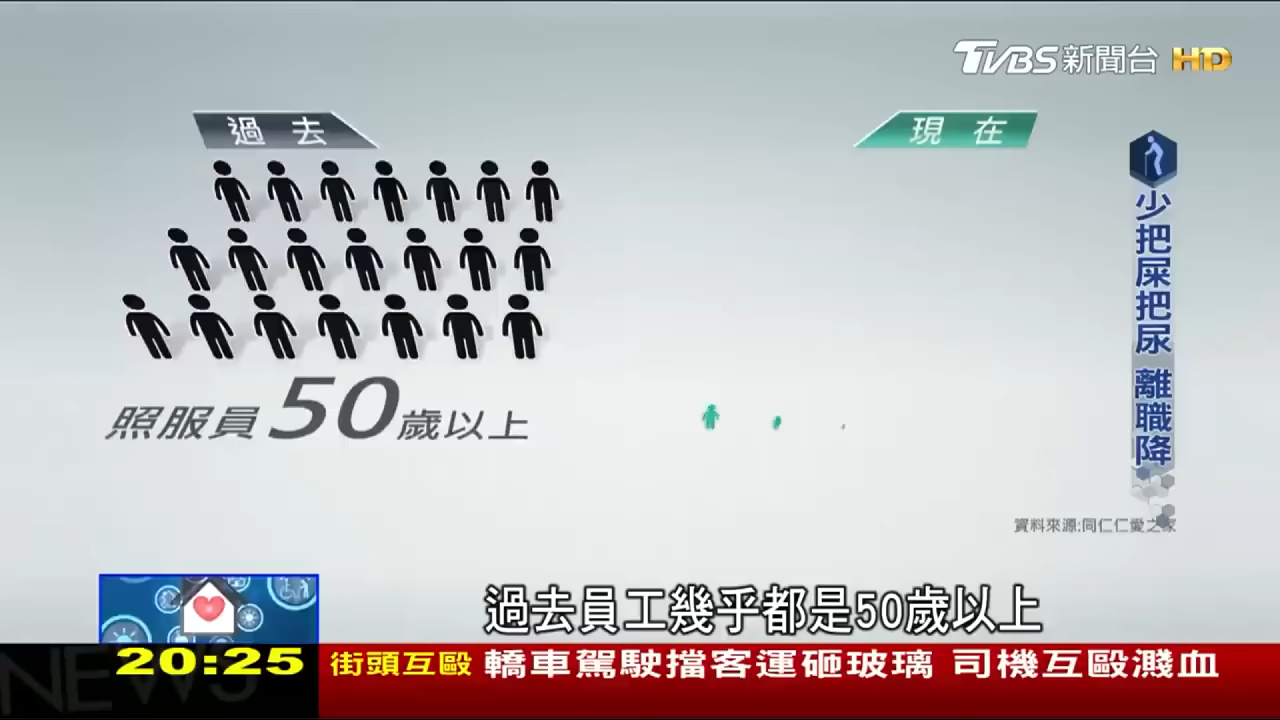 TVBS新聞台 HD
過去
現在
少把屎把尿 離職降
照服員50歲以上
資料來源:同仁仁愛之家
過去員工幾乎都是50歲以上
NEWS
20:25
街頭互毆 轎車駕駛擋客運砸玻璃 司機互毆濺血